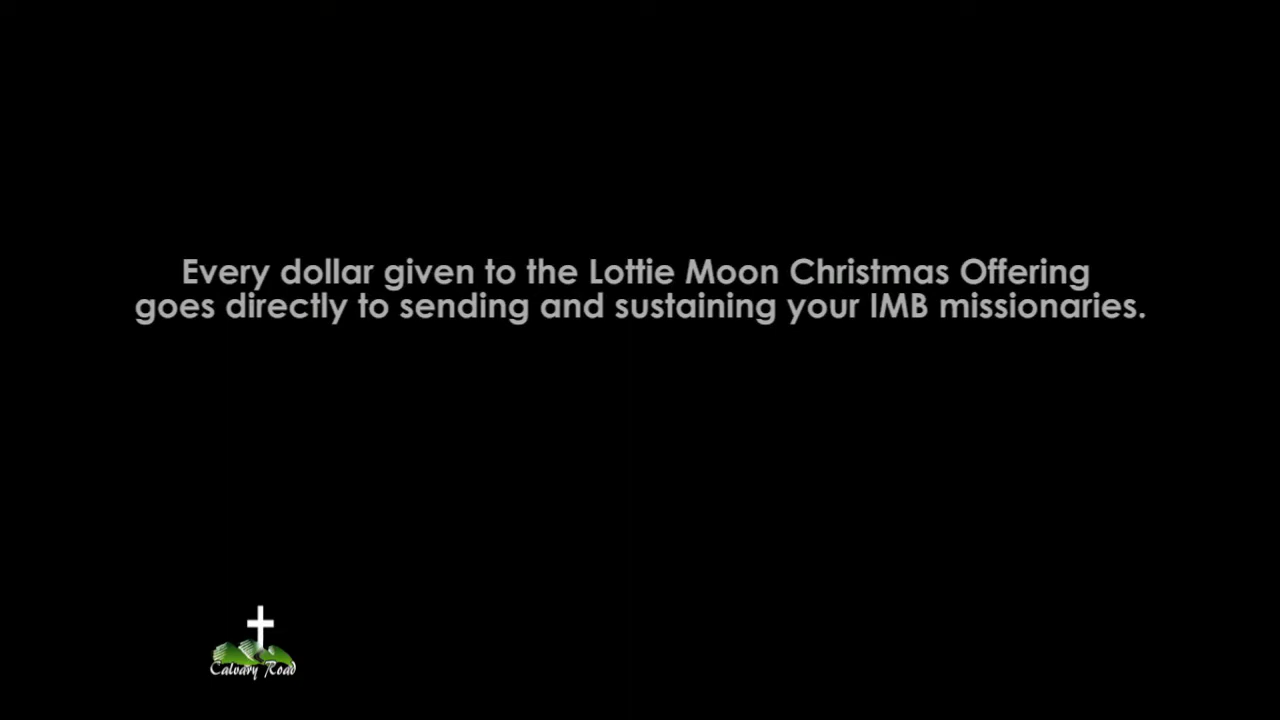 Every dollar given to the Lottie Moon Christmas Offering
goes directly to sending and sustaining your IMB missionaries.
Calvary Road